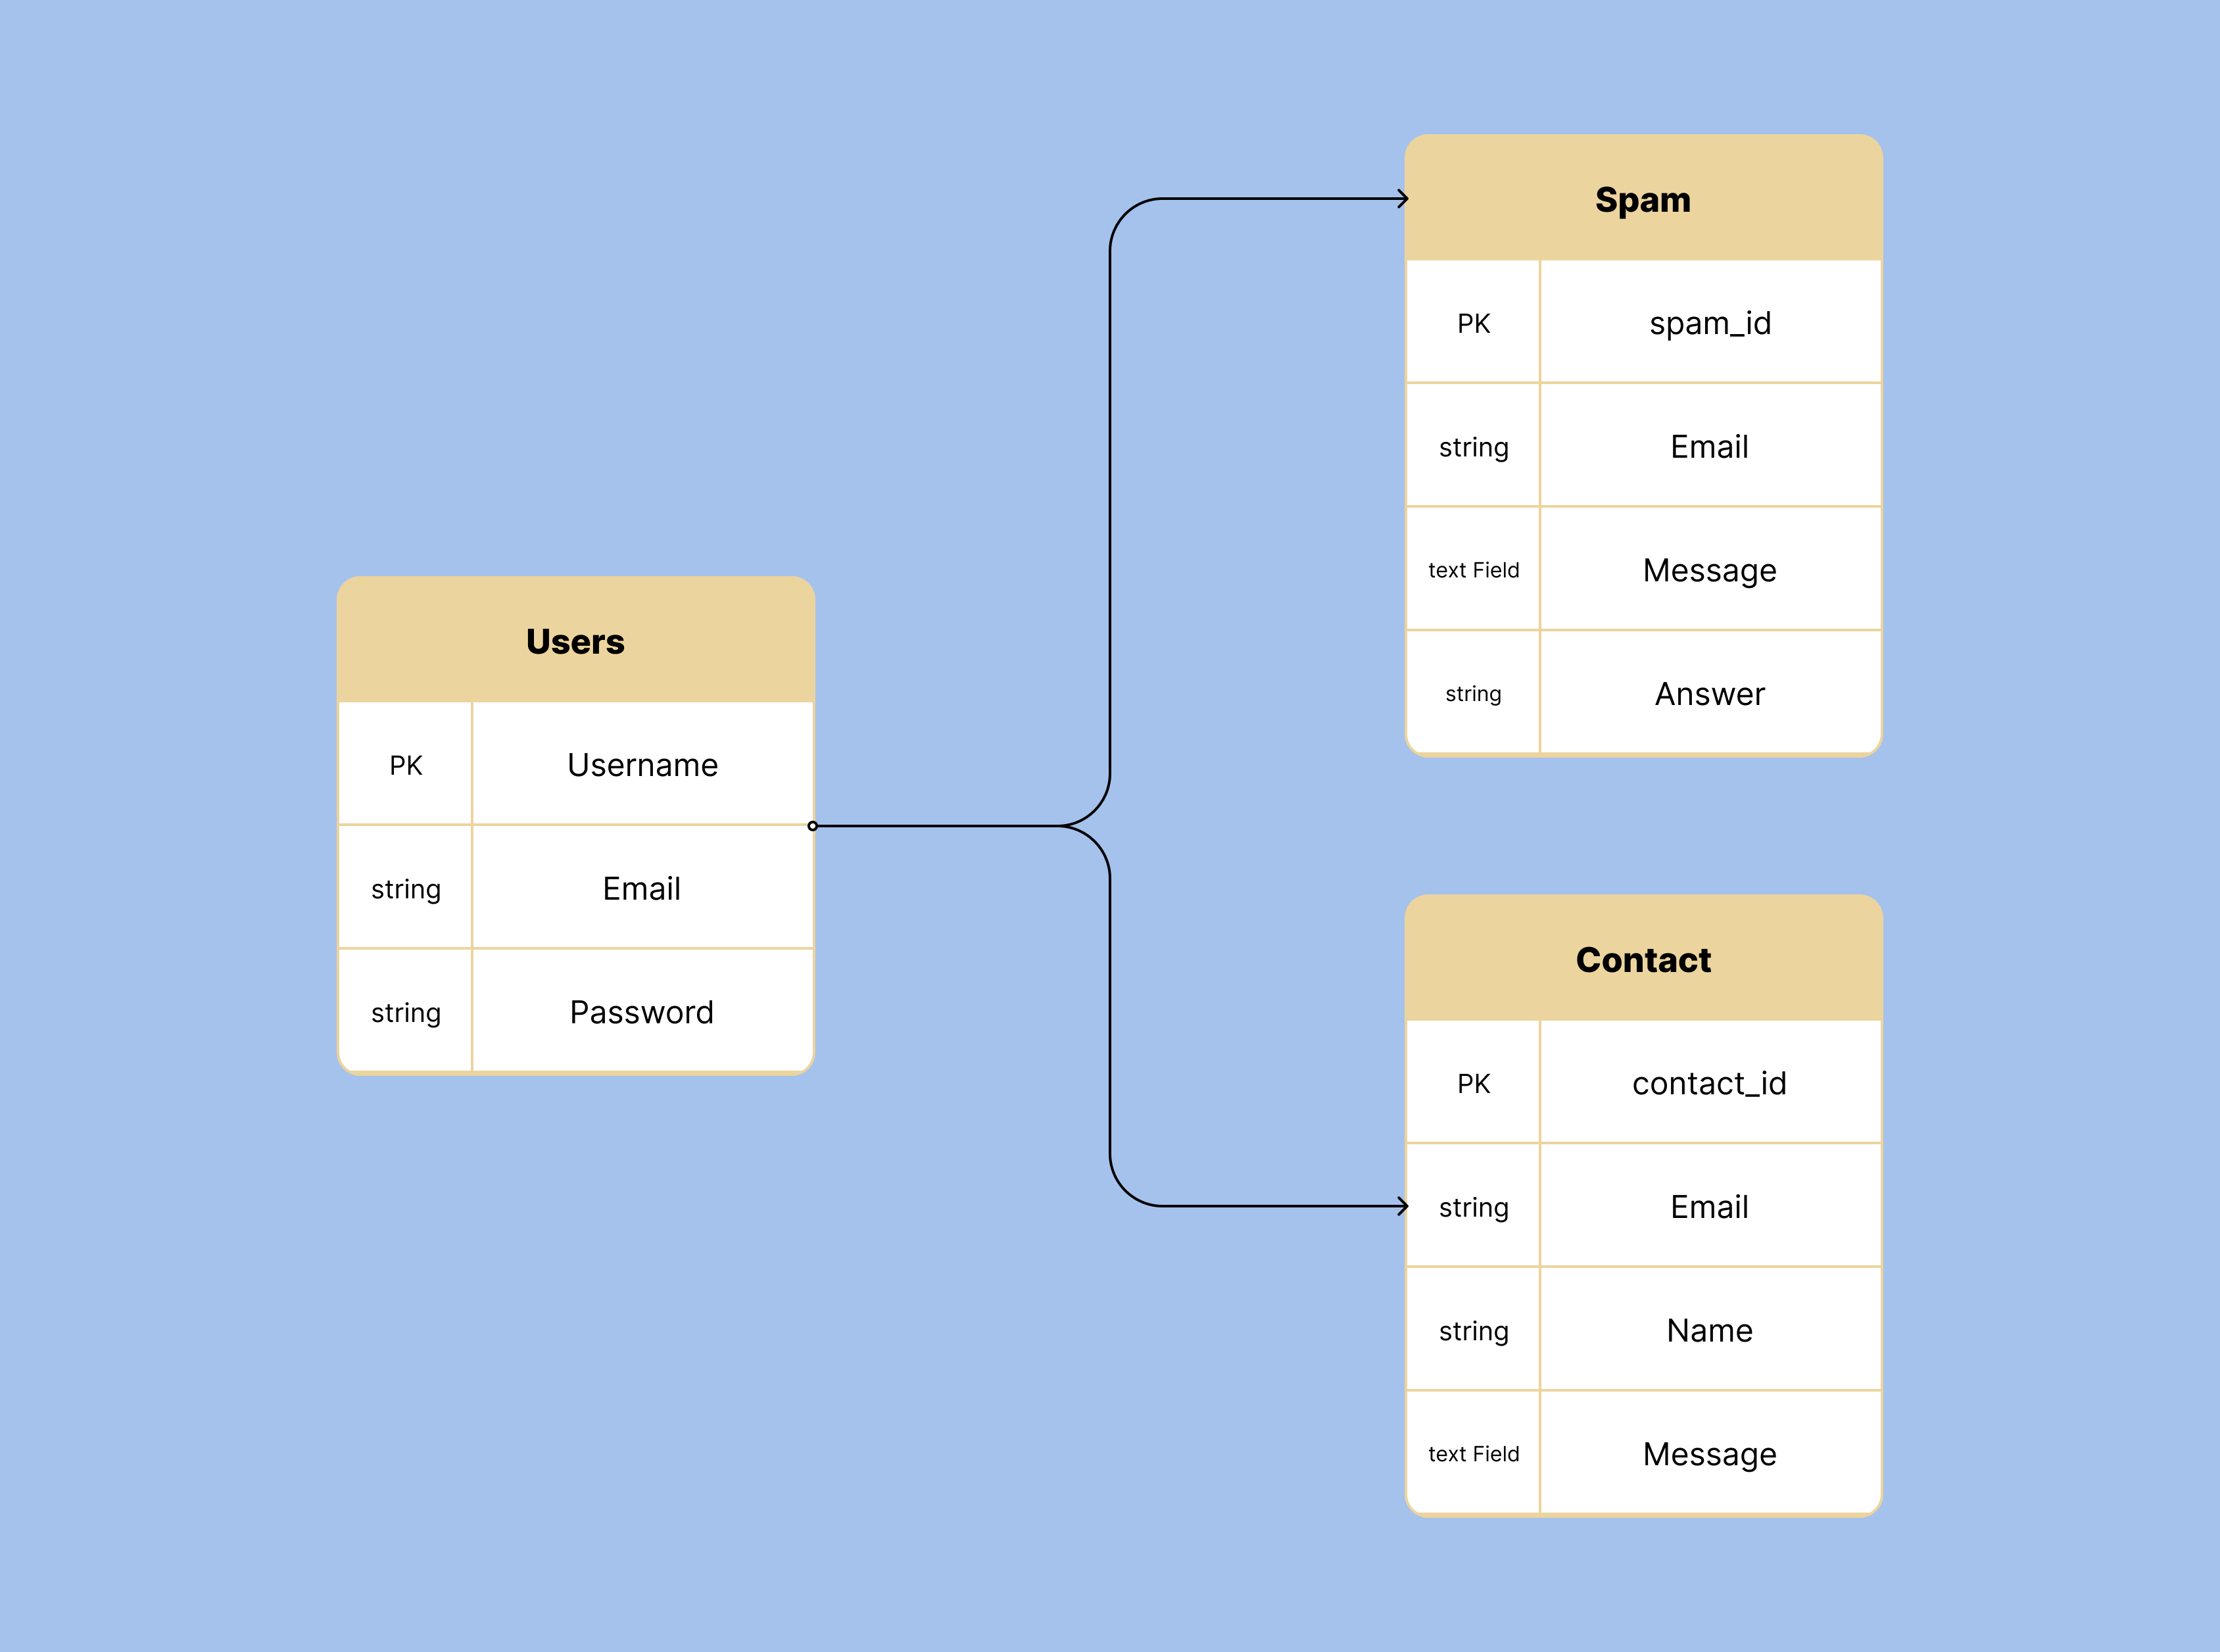 Users
PK Username
string Email
string Password
Spam
PK spam_id
string Email
text Field Message
string Answer
Contact
PK contact_id
string Email
string Name
text Field Message